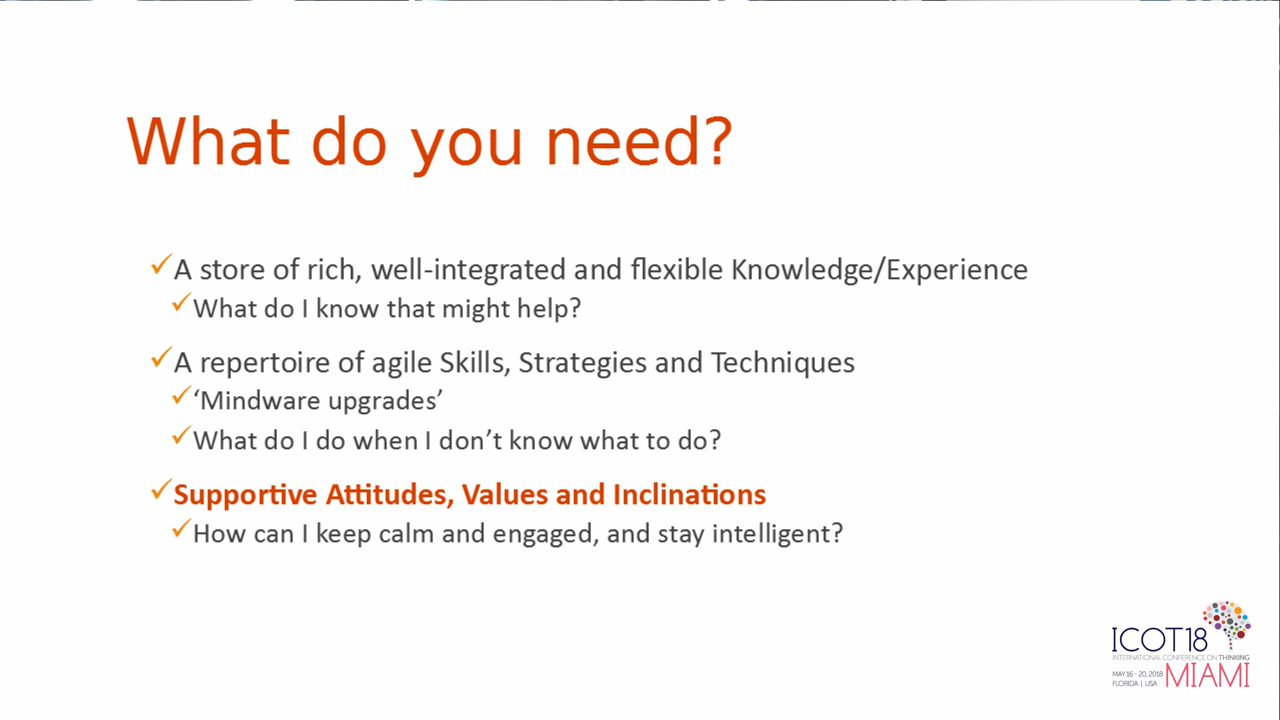 What do you need?
A store of rich, well-integrated and flexible Knowledge/Experience
What do I know that might help?
A repertoire of agile Skills, Strategies and Techniques
‘Mindware upgrades’
What do I do when I don’t know what to do?
Supportive Attitudes, Values and Inclinations
How can I keep calm and engaged, and stay intelligent?
ICOT18
INTERNATIONAL CONFERENCE ON THINKING
MAY 16 - 20, 2018
FLORIDA | USA
MIAMI